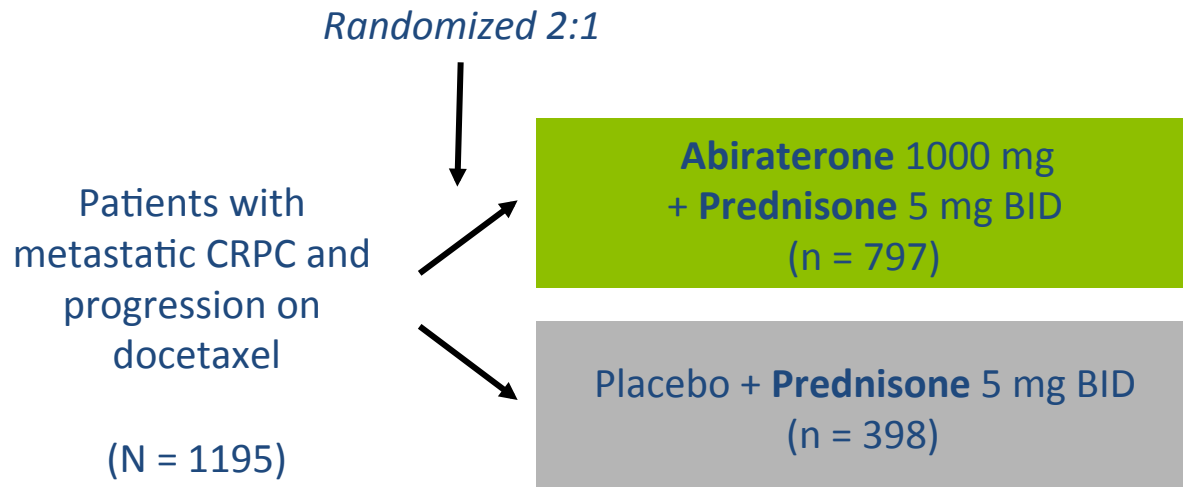 Randomized 2:1
Patients with
metastatic CRPC and
progression on
docetaxel
(N = 1195)
Abiraterone 1000 mg
+ Prednisone 5 mg BID
(n = 797)
Placebo + Prednisone 5 mg BID
(n = 398)